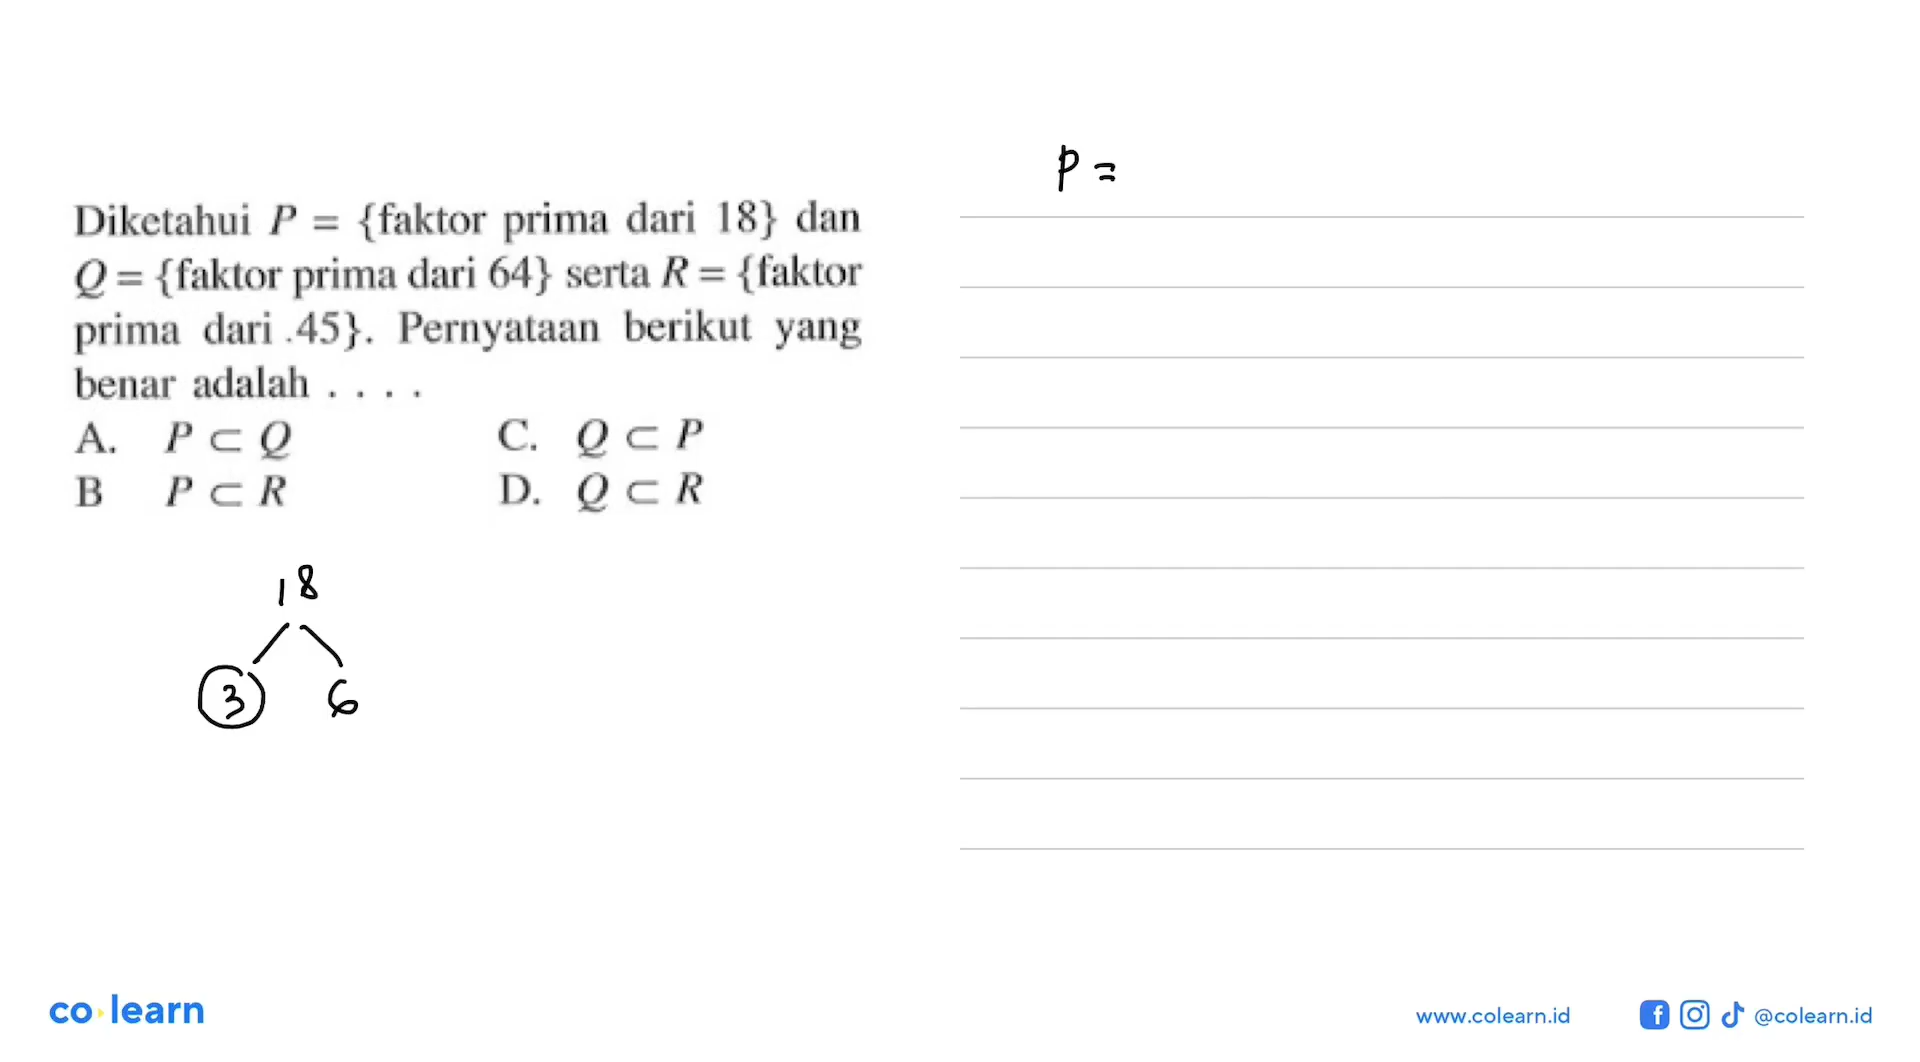 P =
Diketahui P = {faktor prima dari 18} dan
Q = {faktor prima dari 64} serta R = {faktor
prima dari .45}. Pernyataan berikut yang
benar adalah . . . .
A. P ⊂ Q C. Q ⊂ P
B P ⊂ R D. Q ⊂ R
18
3 6
co learn
www.colearn.id @colearn.id